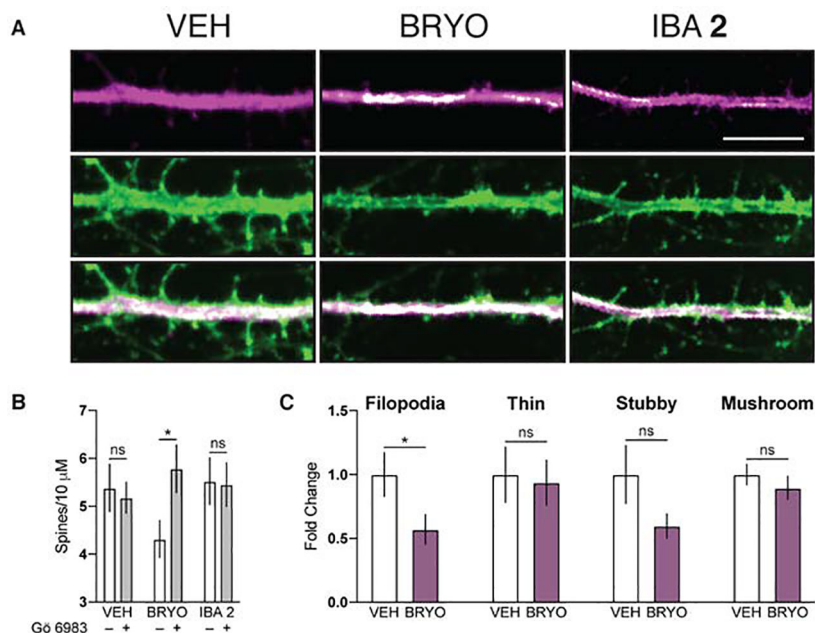 A
VEH BRYO IBA 2
B
Spines/10 µM
7
6
5
4
3
ns * ns
VEH BRYO IBA 2
Gö 6983 – + – + – +
C
Filopodia Thin Stubby Mushroom
Fold Change
1.5
1.0
0.5
0.0
* ns ns ns
VEH BRYO VEH BRYO VEH BRYO VEH BRYO